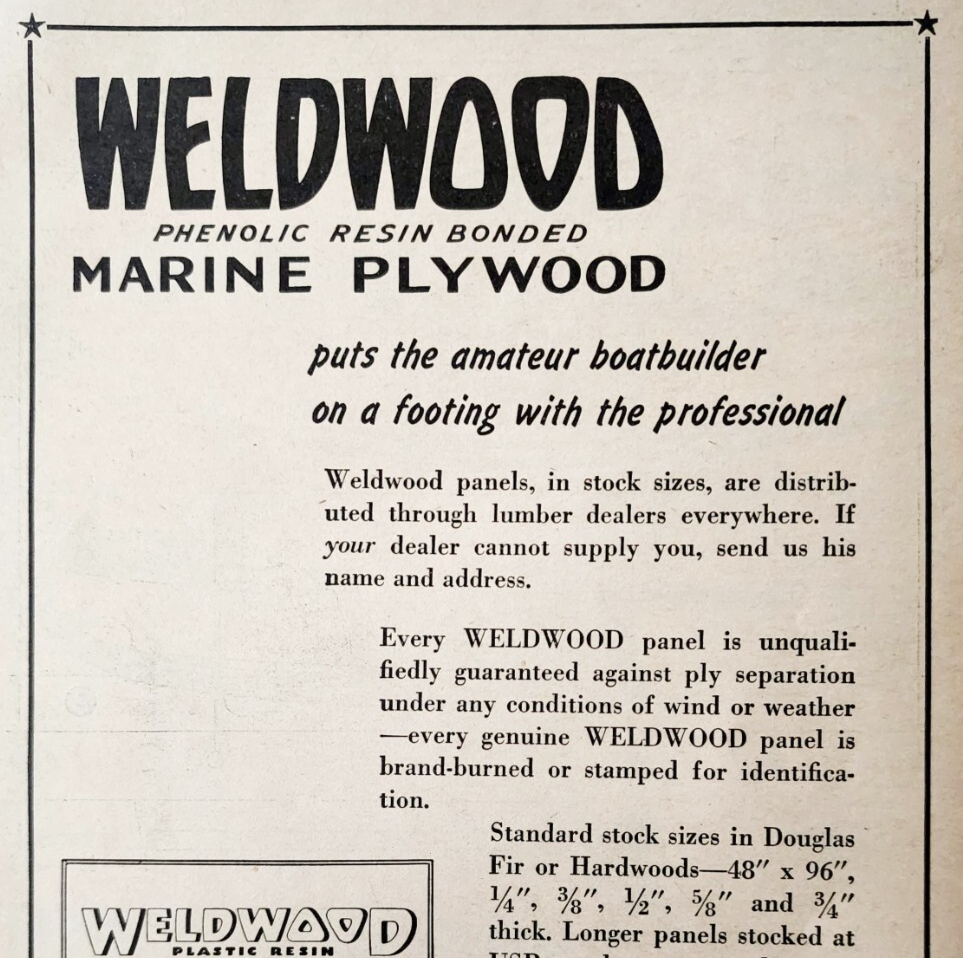 WELDWOOD
PHENOLIC RESIN BONDED
MARINE PLYWOOD
puts the amateur boatbuilder
on a footing with the professional
Weldwood panels, in stock sizes, are distrib-
uted through lumber dealers everywhere. If
your dealer cannot supply you, send us his
name and address.
Every WELDWOOD panel is unquali-
fiedly guaranteed against ply separation
under any conditions of wind or weather
—every genuine WELDWOOD panel is
brand-burned or stamped for identifica-
tion.
Standard stock sizes in Douglas
Fir or Hardwoods—48″ x 96″,
¼″, ⅜″, ½″, ⅝″ and ¾″
thick. Longer panels stocked at
WELDWOOD
PLASTIC RESIN